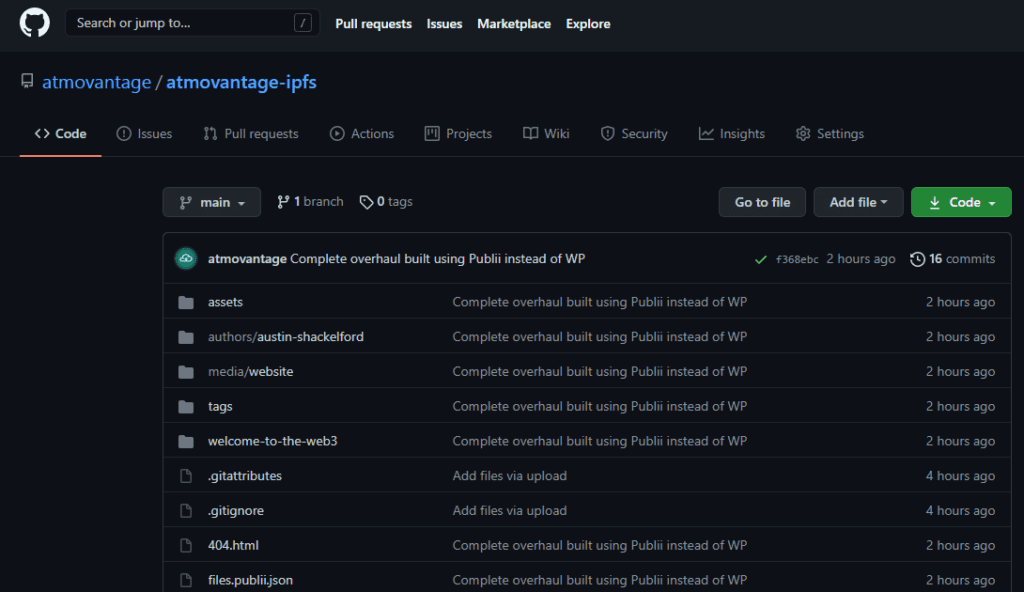 Search or jump to... / Pull requests Issues Marketplace Explore
atmovantage / atmovantage-ipfs
<> Code Issues Pull requests Actions Projects Wiki Security Insights Settings
main 1 branch 0 tags Go to file Add file Code
atmovantage Complete overhaul built using Publii instead of WP f368ebc 2 hours ago 16 commits
assets Complete overhaul built using Publii instead of WP 2 hours ago
authors/austin-shackelford Complete overhaul built using Publii instead of WP 2 hours ago
media/website Complete overhaul built using Publii instead of WP 2 hours ago
tags Complete overhaul built using Publii instead of WP 2 hours ago
welcome-to-the-web3 Complete overhaul built using Publii instead of WP 2 hours ago
.gitattributes Add files via upload 4 hours ago
.gitignore Add files via upload 4 hours ago
404.html Complete overhaul built using Publii instead of WP 2 hours ago
files.publii.json Complete overhaul built using Publii instead of WP 2 hours ago